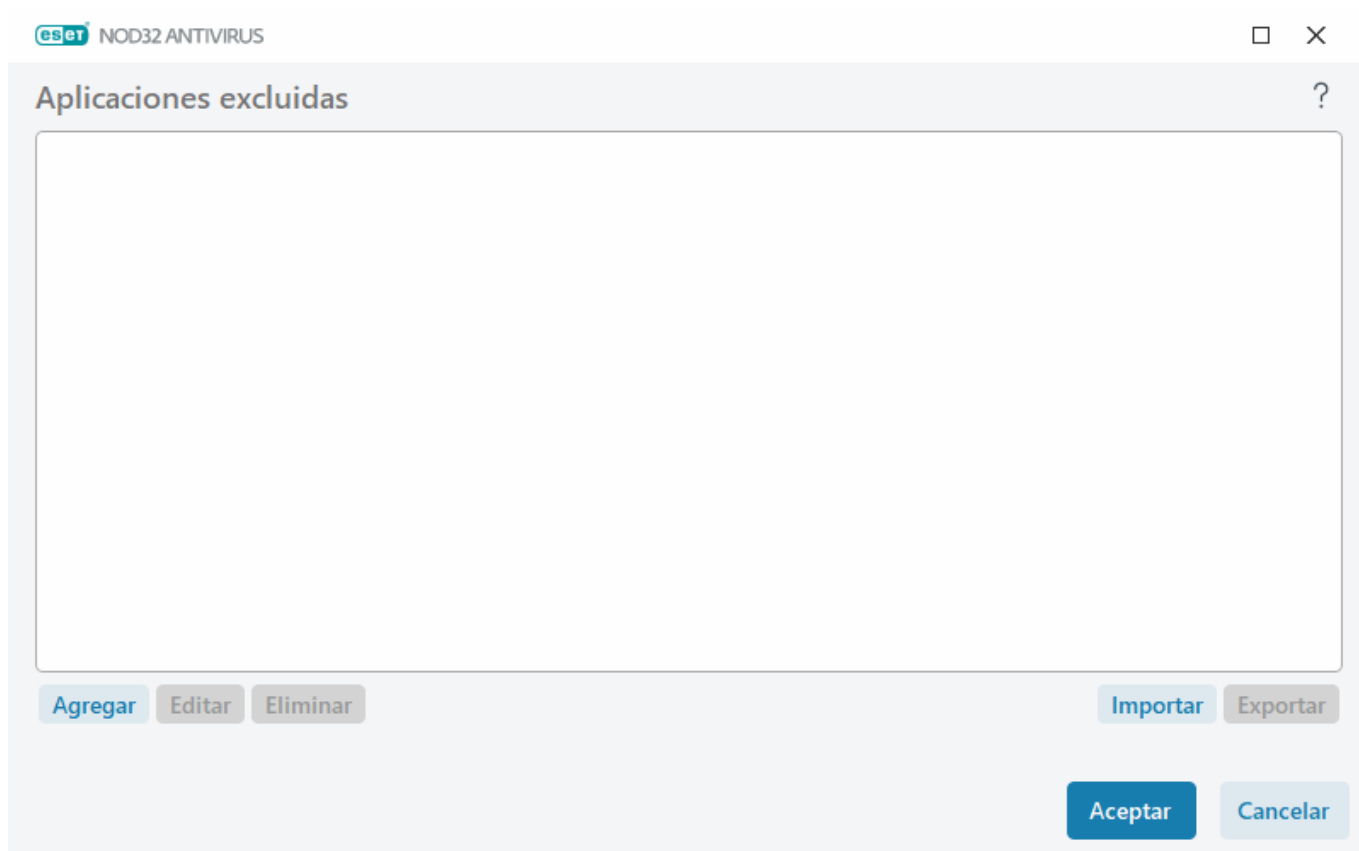 eset NOD32 ANTIVIRUS
Aplicaciones excluidas ?
Agregar Editar Eliminar Importar Exportar
Aceptar Cancelar